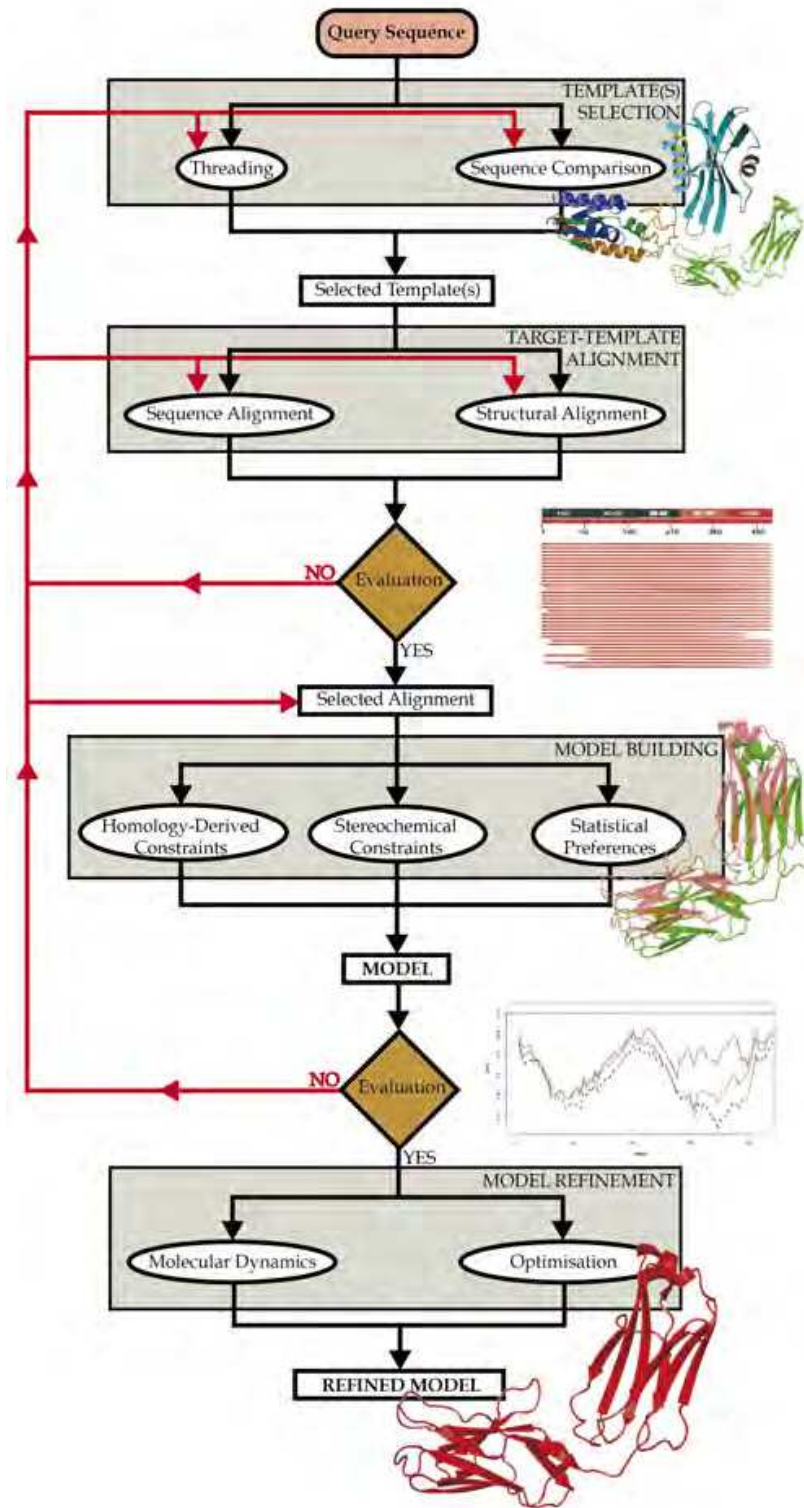 Query Sequence
TEMPLATE(S)
SELECTION
Threading
Sequence Comparison
Selected Template(s)
TARGET-TEMPLATE
ALIGNMENT
Sequence Alignment
Structural Alignment
NO
Evaluation
YES
Selected Alignment
MODEL BUILDING
Homology-Derived
Constraints
Stereochemical
Constraints
Statistical
Preferences
MODEL
NO
Evaluation
YES
MODEL REFINEMENT
Molecular Dynamics
Optimisation
REFINED MODEL